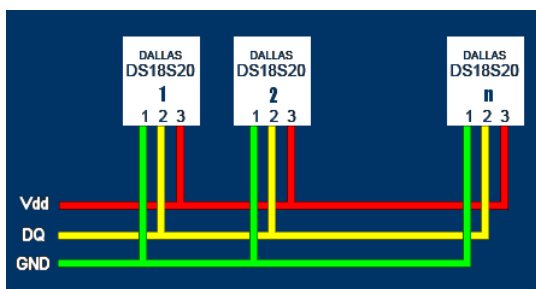 DALLAS
DS18S20
1
1 2 3
DALLAS
DS18S20
2
1 2 3
DALLAS
DS18S20
n
1 2 3
Vdd
DQ
GND